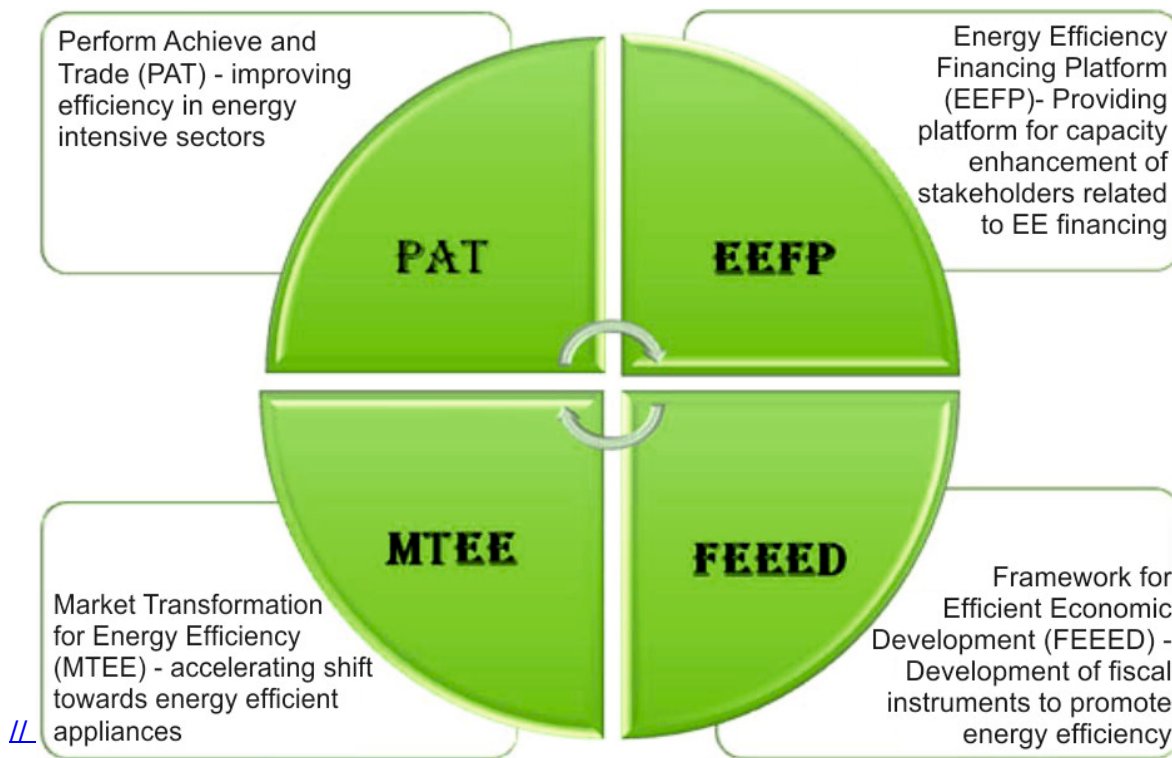 Perform Achieve and
Trade (PAT) - improving
efficiency in energy
intensive sectors
Energy Efficiency
Financing Platform
(EEFP)- Providing
platform for capacity
enhancement of
stakeholders related
to EE financing
PAT
EEFP
MTEE
FEEED
Market Transformation
for Energy Efficiency
(MTEE) - accelerating shift
towards energy efficient
appliances
Framework for
Efficient Economic
Development (FEEED) -
Development of fiscal
instruments to promote
energy efficiency
//